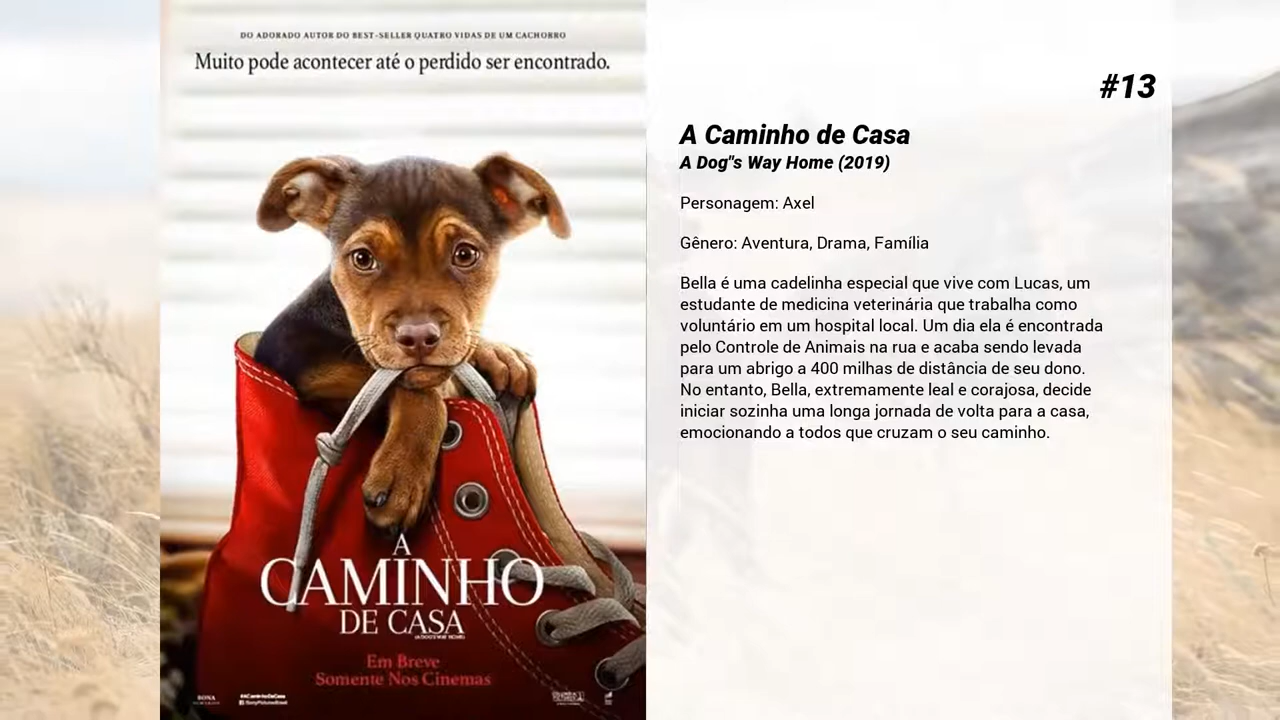 DO ADORADO AUTOR DO BEST-SELLER QUATRO VIDAS DE UM CACHORRO
Muito pode acontecer até o perdido ser encontrado.
A
CAMINHO
DE CASA
(A DOG'S WAY HOME)
Em Breve
Somente Nos Cinemas
#ACaminhoDeCasa
#13
A Caminho de Casa
A Dog"s Way Home (2019)
Personagem: Axel
Gênero: Aventura, Drama, Família
Bella é uma cadelinha especial que vive com Lucas, um
estudante de medicina veterinária que trabalha como
voluntário em um hospital local. Um dia ela é encontrada
pelo Controle de Animais na rua e acaba sendo levada
para um abrigo a 400 milhas de distância de seu dono.
No entanto, Bella, extremamente leal e corajosa, decide
iniciar sozinha uma longa jornada de volta para a casa,
emocionando a todos que cruzam o seu caminho.